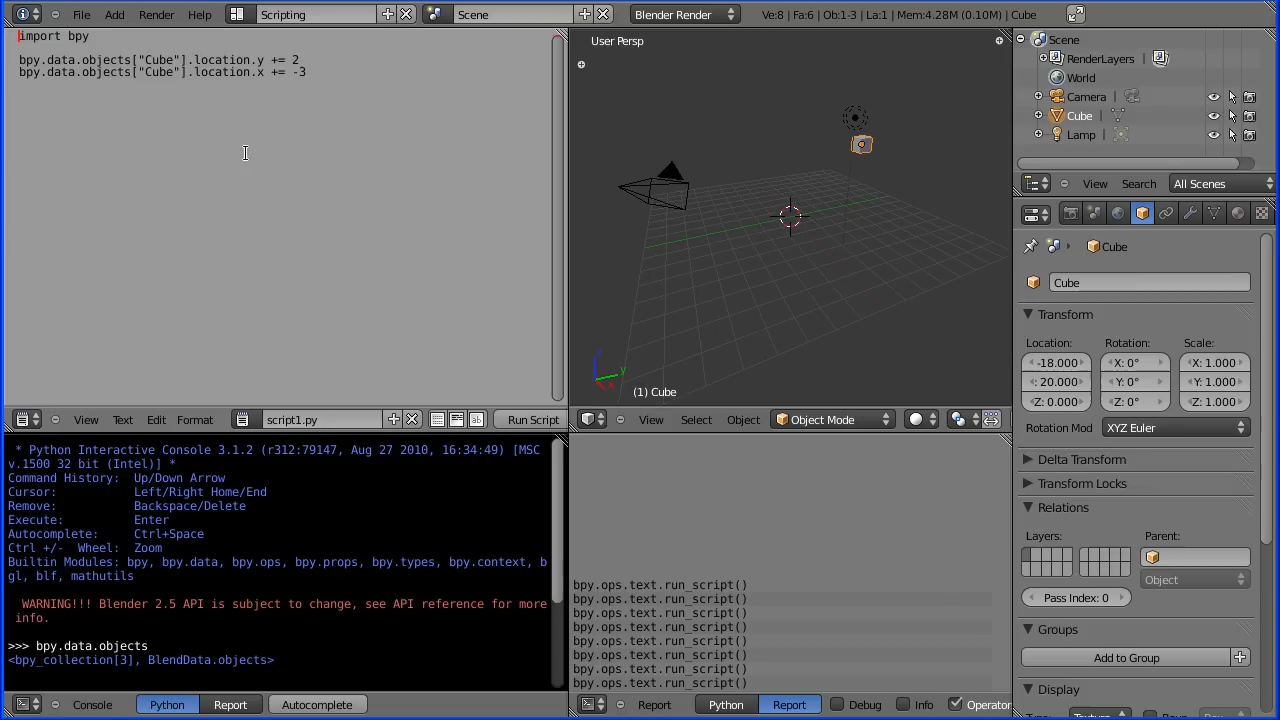 File Add Render Help Scripting Scene Blender Render Ve:8 | Fa:6 | Ob:1-3 | La:1 | Mem:4.28M (0.10M) | Cube
import bpy
bpy.data.objects["Cube"].location.y += 2
bpy.data.objects["Cube"].location.x += -3
View Text Edit Format script1.py Run Script
* Python Interactive Console 3.1.2 (r312:79147, Aug 27 2010, 16:34:49) [MSC
v.1500 32 bit (Intel)] *
Command History: Up/Down Arrow
Cursor: Left/Right Home/End
Remove: Backspace/Delete
Execute: Enter
Autocomplete: Ctrl+Space
Ctrl +/- Wheel: Zoom
Builtin Modules: bpy, bpy.data, bpy.ops, bpy.props, bpy.types, bpy.context, b
gl, blf, mathutils
WARNING!!! Blender 2.5 API is subject to change, see API reference for more
info.
>>> bpy.data.objects
<bpy_collection[3], BlendData.objects>
Console Python Report Autocomplete
User Persp
z
y
x
(1) Cube
View Select Object Object Mode
bpy.ops.text.run_script()
bpy.ops.text.run_script()
bpy.ops.text.run_script()
bpy.ops.text.run_script()
bpy.ops.text.run_script()
bpy.ops.text.run_script()
bpy.ops.text.run_script()
bpy.ops.text.run_script()
Report Python Report Debug Info Operator
Scene
RenderLayers
World
Camera
Cube
Lamp
View Search All Scenes
Cube
Cube
Transform
Location: Rotation: Scale:
-18.000 X: 0° X: 1.000
: 20.000 Y: 0° Y: 1.000
Z: 0.000 Z: 0° Z: 1.000
Rotation Mod XYZ Euler
Delta Transform
Transform Locks
Relations
Layers: Parent:
Object
Pass Index: 0
Groups
Add to Group
Display